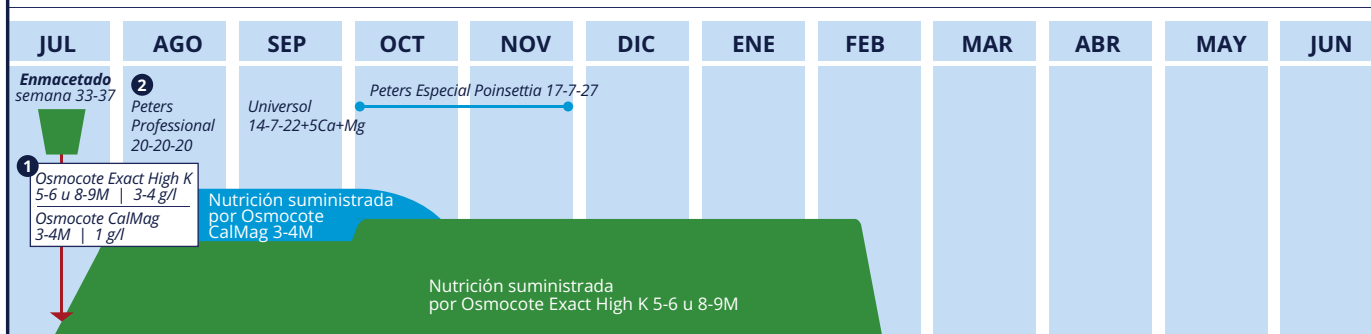 JUL AGO SEP OCT NOV DIC ENE FEB MAR ABR MAY JUN
Enmacetado
semana 33-37
2
Peters
Professional
20-20-20
Universol
14-7-22+5Ca+Mg
Peters Especial Poinsettia 17-7-27
1
Osmocote Exact High K
5-6 u 8-9M | 3-4 g/l
Osmocote CalMag
3-4M | 1 g/l
Nutrición suministrada
por Osmocote
CalMag 3-4M
Nutrición suministrada
por Osmocote Exact High K 5-6 u 8-9M